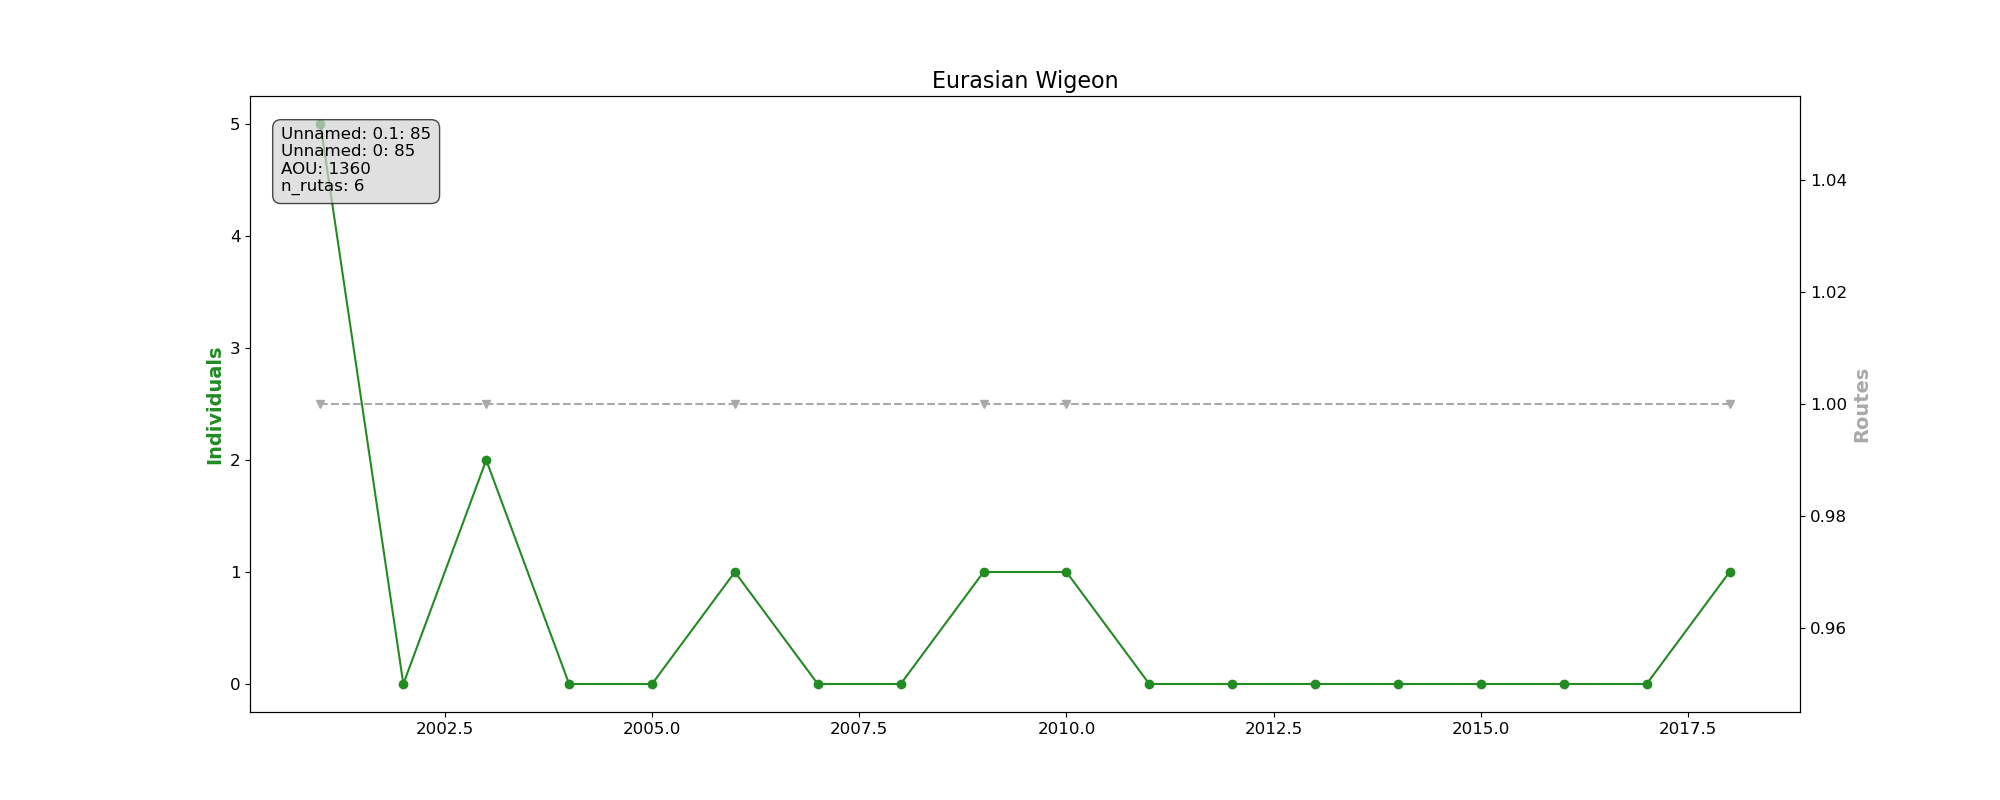 Eurasian Wigeon
Unnamed: 0.1: 85
Unnamed: 0: 85
AOU: 1360
n_rutas: 6
Individuals
5
4
3
2
1
0
1.04
1.02
1.00
0.98
0.96
Routes
2002.5 2005.0 2007.5 2010.0 2012.5 2015.0 2017.5